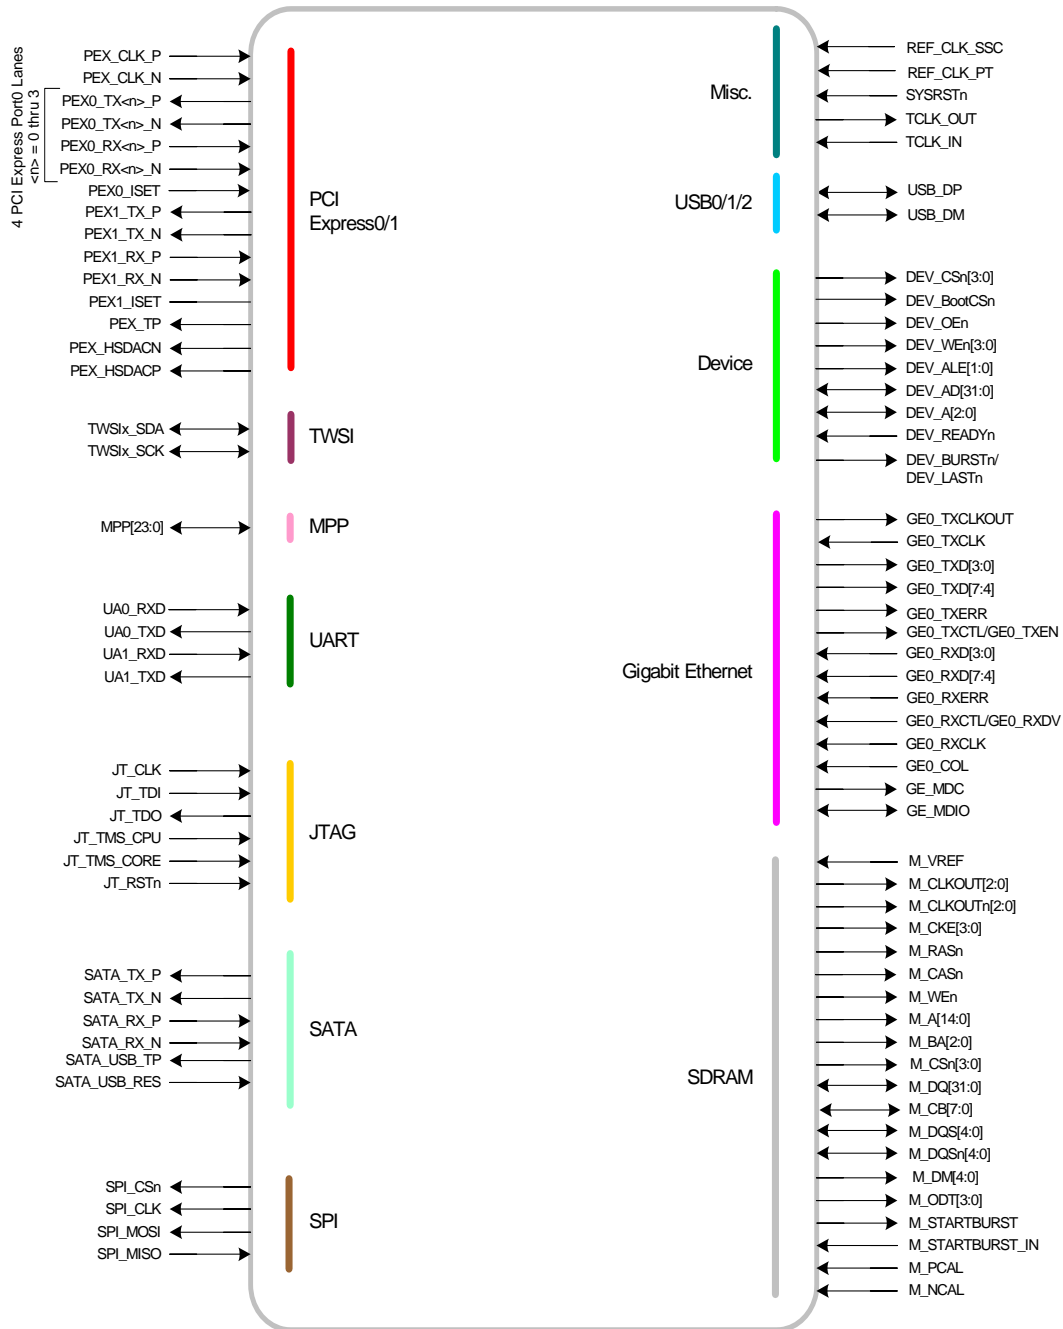 4 PCI Express Port0 Lanes
<n> = 0 thru 3
PEX_CLK_P
PEX_CLK_N
PEX0_TX<n>_P
PEX0_TX<n>_N
PEX0_RX<n>_P
PEX0_RX<n>_N
PEX0_ISET
PEX1_TX_P
PEX1_TX_N
PEX1_RX_P
PEX1_RX_N
PEX1_ISET
PEX_TP
PEX_HSDACN
PEX_HSDACP
PCI
Express0/1
TWSIx_SDA
TWSIx_SCK
TWSI
MPP[23:0]
MPP
UA0_RXD
UA0_TXD
UA1_RXD
UA1_TXD
UART
JT_CLK
JT_TDI
JT_TDO
JT_TMS_CPU
JT_TMS_CORE
JT_RSTn
JTAG
SATA_TX_P
SATA_TX_N
SATA_RX_P
SATA_RX_N
SATA_USB_TP
SATA_USB_RES
SATA
SPI_CSn
SPI_CLK
SPI_MOSI
SPI_MISO
SPI
Misc.
REF_CLK_SSC
REF_CLK_PT
SYSRSTn
TCLK_OUT
TCLK_IN
USB0/1/2
USB_DP
USB_DM
Device
DEV_CSn[3:0]
DEV_BootCSn
DEV_OEn
DEV_WEn[3:0]
DEV_ALE[1:0]
DEV_AD[31:0]
DEV_A[2:0]
DEV_READYn
DEV_BURSTn/
DEV_LASTn
Gigabit Ethernet
GE0_TXCLKOUT
GE0_TXCLK
GE0_TXD[3:0]
GE0_TXD[7:4]
GE0_TXERR
GE0_TXCTL/GE0_TXEN
GE0_RXD[3:0]
GE0_RXD[7:4]
GE0_RXERR
GE0_RXCTL/GE0_RXDV
GE0_RXCLK
GE0_COL
GE_MDC
GE_MDIO
SDRAM
M_VREF
M_CLKOUT[2:0]
M_CLKOUTn[2:0]
M_CKE[3:0]
M_RASn
M_CASn
M_WEn
M_A[14:0]
M_BA[2:0]
M_CSn[3:0]
M_DQ[31:0]
M_CB[7:0]
M_DQS[4:0]
M_DQSn[4:0]
M_DM[4:0]
M_ODT[3:0]
M_STARTBURST
M_STARTBURST_IN
M_PCAL
M_NCAL